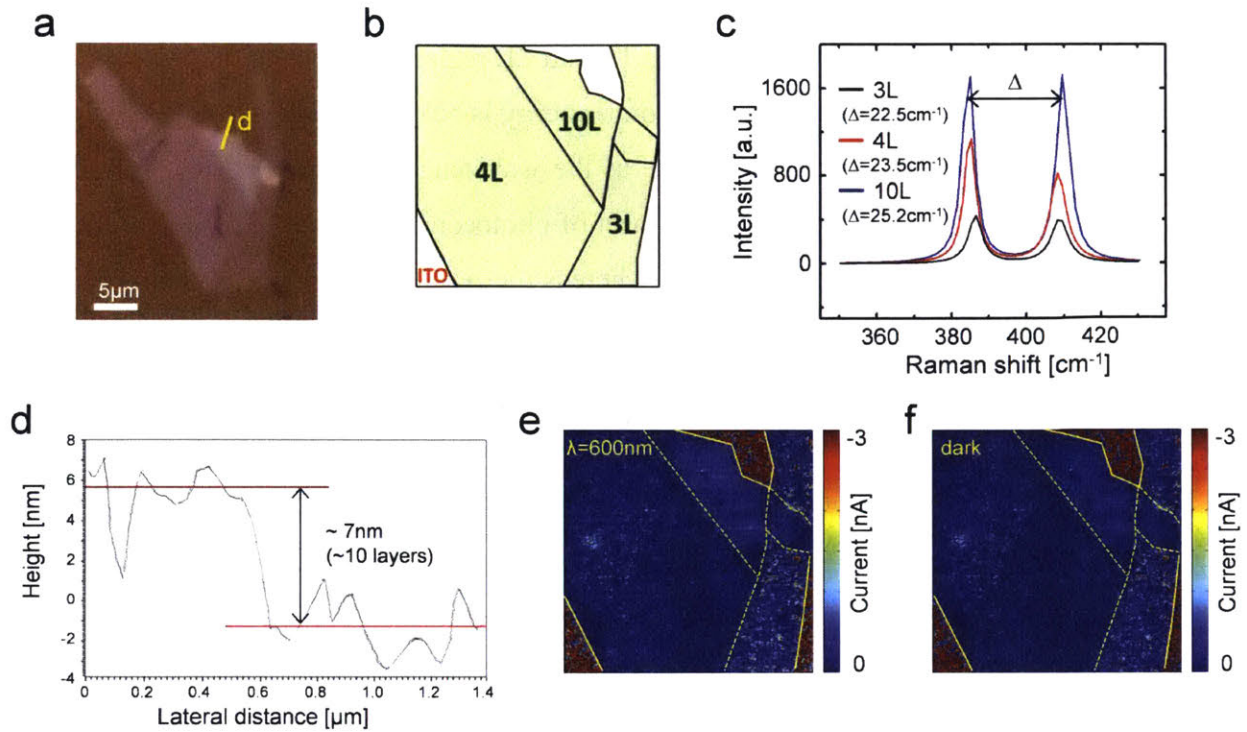 a
d
5µm
b
10L
4L
3L
ITO
c
Intensity [a.u.]
1600
800
0
Δ
3L
(Δ=22.5cm⁻¹)
4L
(Δ=23.5cm⁻¹)
10L
(Δ=25.2cm⁻¹)
360
380
400
420
Raman shift [cm⁻¹]
d
Height [nm]
8
6
4
2
0
-2
-4
~ 7nm
(~10 layers)
0
0.2
0.4
0.6
0.8
1.0
1.2
1.4
Lateral distance [µm]
e
λ=600nm
-3
Current [nA]
0
f
dark
-3
Current [nA]
0